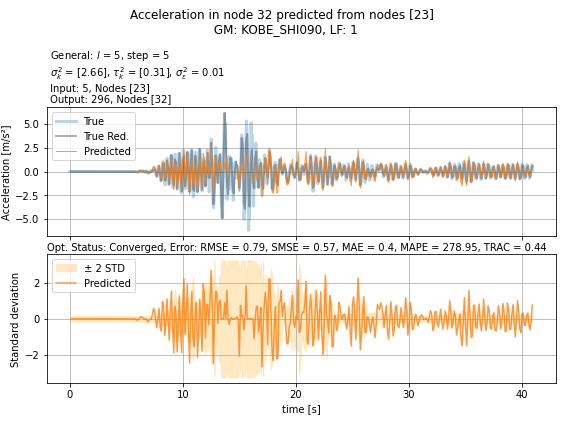 Acceleration in node 32 predicted from nodes [23]
GM: KOBE_SHI090, LF: 1
General: l = 5, step = 5
σ²ₖ = [2.66], τ²ₖ = [0.31], σ²ₑ = 0.01
Input: 5, Nodes [23]
Output: 296, Nodes [32]
Acceleration [m/s²]
5.0
2.5
0.0
−2.5
−5.0
True
True Red.
Predicted
Opt. Status: Converged, Error: RMSE = 0.79, SMSE = 0.57, MAE = 0.4, MAPE = 278.95, TRAC = 0.44
Standard deviation
2
0
−2
± 2 STD
Predicted
0 10 20 30 40
time [s]